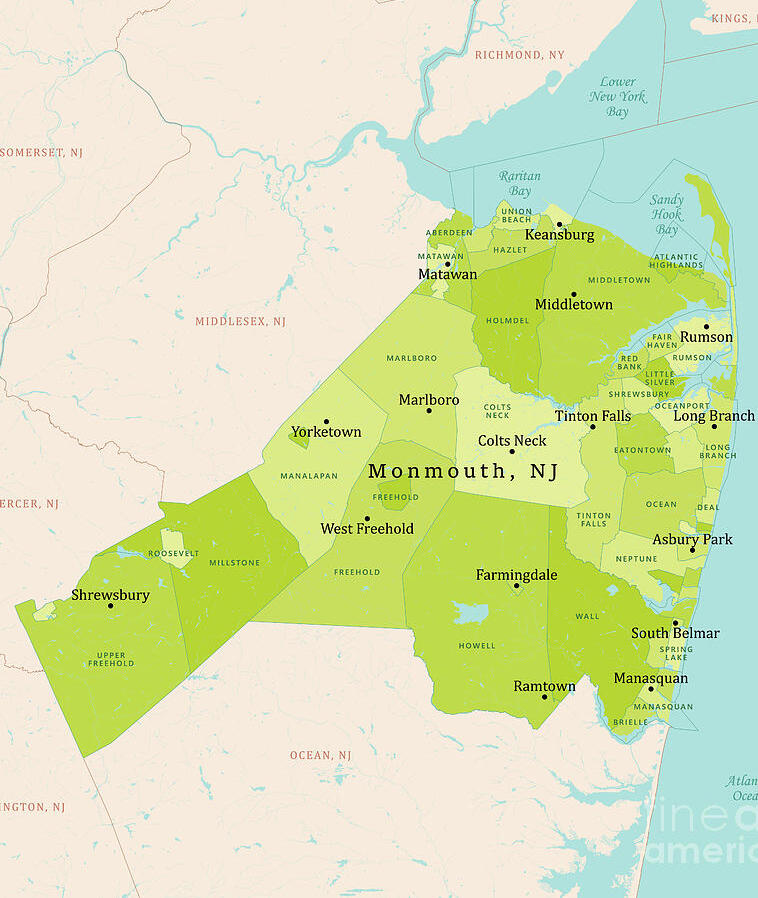 KINGS,
RICHMOND, NY
Lower
New York
Bay
SOMERSET, NJ
Raritan
Bay
Sandy
Hook
Bay
UNION
BEACH
ABERDEEN
Keansburg
HAZLET
MATAWAN
Matawan
ATLANTIC
HIGHLANDS
MIDDLETOWN
Middletown
HOLMDEL
MIDDLESEX, NJ
FAIR
HAVEN
Rumson
RUMSON
MARLBORO
RED
BANK
LITTLE
SILVER
SHREWSBURY
Marlboro
COLTS
NECK
OCEANPORT
Tinton Falls
Long Branch
Yorketown
Colts Neck
EATONTOWN
LONG
BRANCH
Monmouth, NJ
MANALAPAN
FREEHOLD
ERCER, NJ
OCEAN
DEAL
TINTON
FALLS
West Freehold
Asbury Park
ROOSEVELT
MILLSTONE
NEPTUNE
FREEHOLD
Farmingdale
Shrewsbury
WALL
South Belmar
HOWELL
SPRING
LAKE
UPPER
FREEHOLD
Manasquan
Ramtown
MANASQUAN
BRIELLE
OCEAN, NJ
Atlan
Ocea
NGTON, NJ
fine a
americ